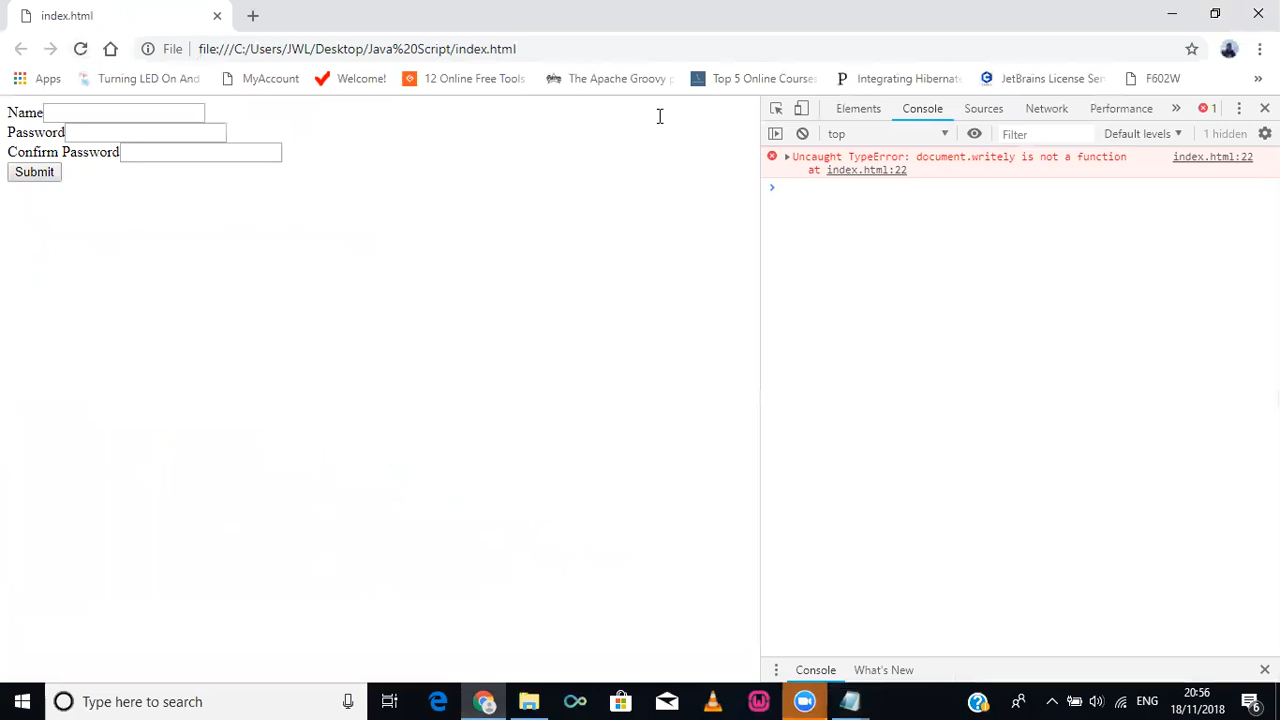 index.html
File file:///C:/Users/JWL/Desktop/Java%20Script/index.html
Apps Turning LED On And MyAccount Welcome! 12 Online Free Tools The Apache Groovy p Top 5 Online Courses Integrating Hibernat JetBrains License Ser F602W »
Name
Password
Confirm Password
Submit
Elements Console Sources Network Performance » 1
top Filter Default levels 1 hidden
Uncaught TypeError: document.writely is not a function index.html:22
at index.html:22
Console What's New
Type here to search
ENG
20:56
18/11/2018
6